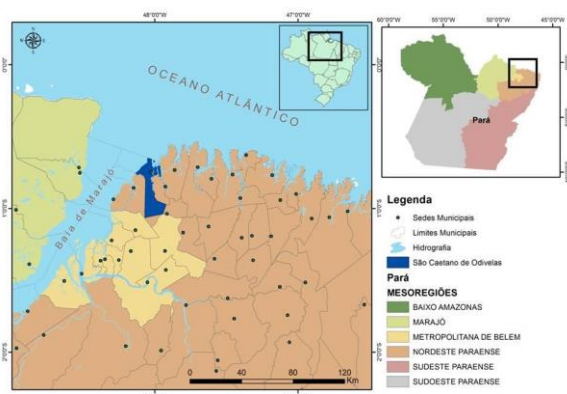 48°0'0"W
47°0'0"W
0°0'0"
OCEANO ATLÂNTICO
Baía de Marajó
1°0'0"S
2°0'0"S
0 40 80 120
Km
60°0'0"W
55°0'0"W
50°0'0"W
45°0'0"W
Pará
Legenda
Sedes Municipais
Limites Municipais
Hidrografia
São Caetano de Odivelas
Pará
MESOREGIÕES
BAIXO AMAZONAS
MARAJÓ
METROPOLITANA DE BELEM
NORDESTE PARAENSE
SUDESTE PARAENSE
SUDOESTE PARAENSE